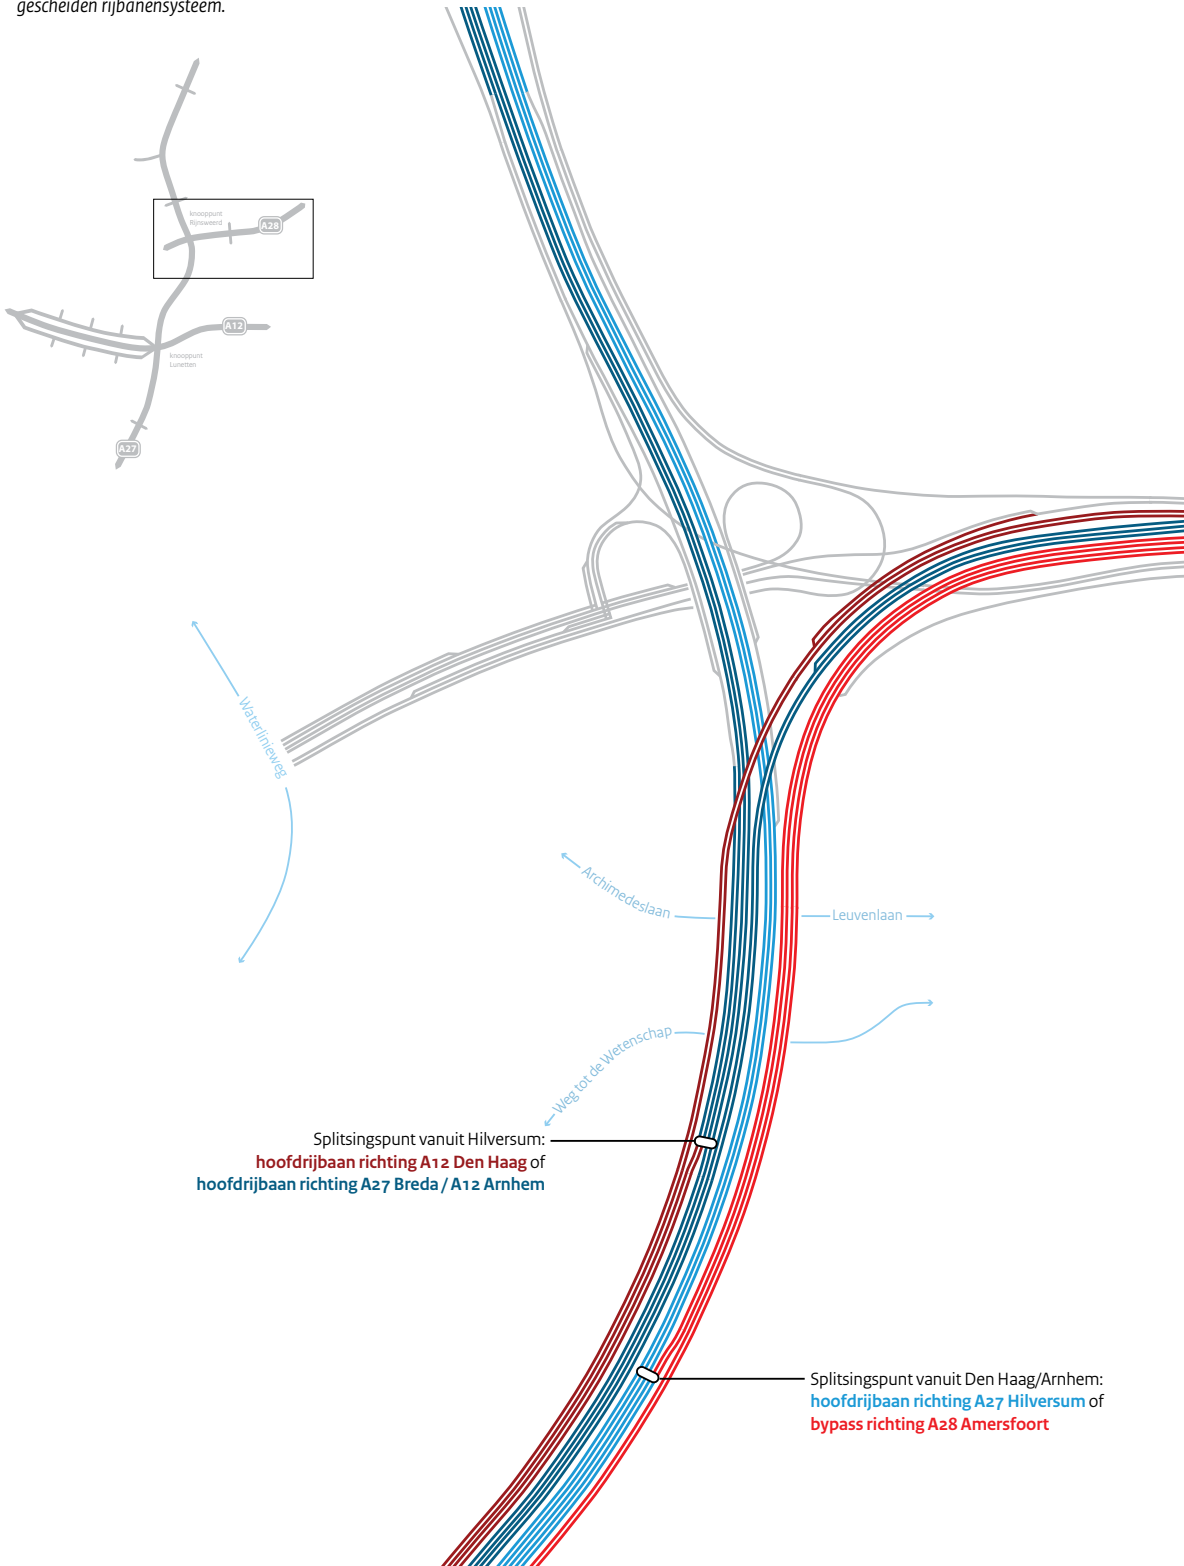 gescheiden rijbanensysteem.
knooppunt
Rijnsweerd
A28
A12
knooppunt
Lunetten
A27
Waterlinieweg
Archimedeslaan
Leuvenlaan
Weg tot de Wetenschap
Splitsingspunt vanuit Hilversum:
hoofdrijbaan richting A12 Den Haag of
hoofdrijbaan richting A27 Breda / A12 Arnhem
Splitsingspunt vanuit Den Haag/Arnhem:
hoofdrijbaan richting A27 Hilversum of
bypass richting A28 Amersfoort